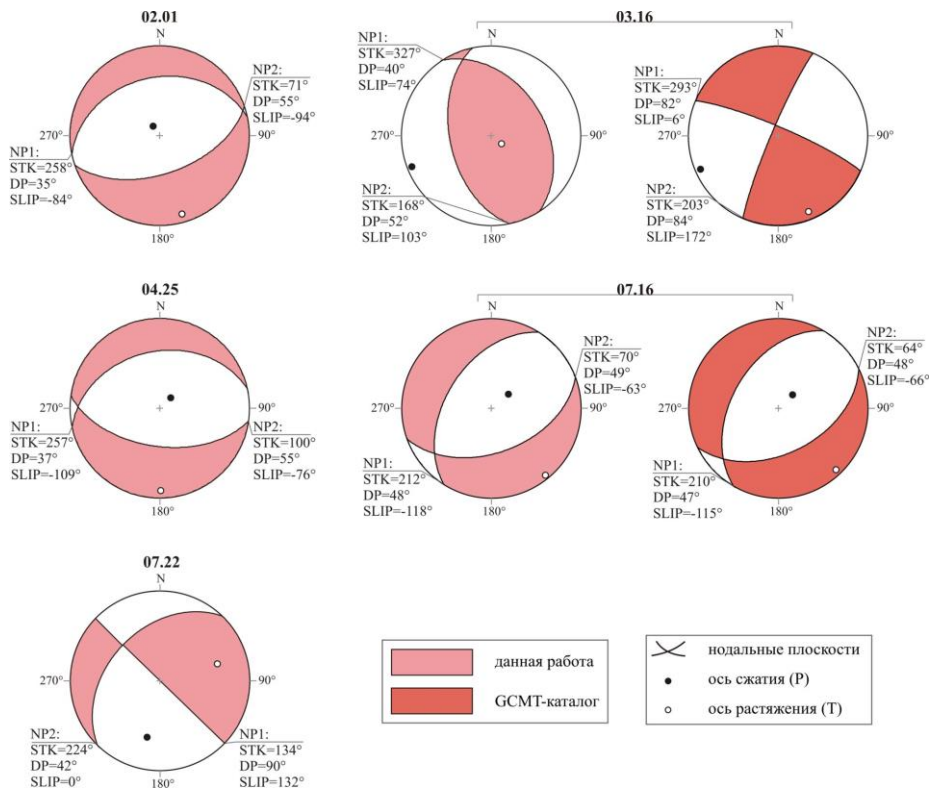 02.01
N
NP2:
STK=71°
DP=55°
SLIP=-94°
270°
90°
NP1:
STK=258°
DP=35°
SLIP=-84°
180°
03.16
N
NP1:
STK=327°
DP=40°
SLIP=74°
270°
90°
NP2:
STK=168°
DP=52°
SLIP=103°
180°
N
NP1:
STK=293°
DP=82°
SLIP=6°
270°
90°
NP2:
STK=203°
DP=84°
SLIP=172°
180°
04.25
N
270°
90°
NP1:
STK=257°
DP=37°
SLIP=-109°
NP2:
STK=100°
DP=55°
SLIP=-76°
180°
07.16
N
NP2:
STK=70°
DP=49°
SLIP=-63°
270°
90°
NP1:
STK=212°
DP=48°
SLIP=-118°
180°
N
NP2:
STK=64°
DP=48°
SLIP=-66°
270°
90°
NP1:
STK=210°
DP=47°
SLIP=-115°
180°
07.22
N
270°
90°
NP2:
STK=224°
DP=42°
SLIP=0°
NP1:
STK=134°
DP=90°
SLIP=132°
180°
данная работа
GCMT-каталог
нодальные плоскости
ось сжатия (P)
ось растяжения (T)